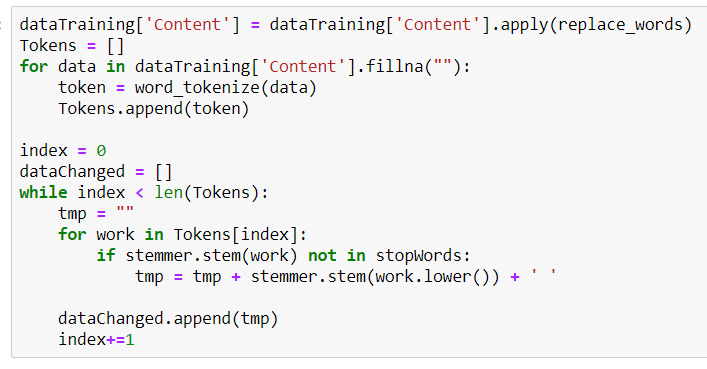 dataTraining['Content'] = dataTraining['Content'].apply(replace_words)
Tokens = []
for data in dataTraining['Content'].fillna(""):
    token = word_tokenize(data)
    Tokens.append(token)

index = 0
dataChanged = []
while index < len(Tokens):
    tmp = ""
    for work in Tokens[index]:
        if stemmer.stem(work) not in stopWords:
            tmp = tmp + stemmer.stem(work.lower()) + ' '

    dataChanged.append(tmp)
    index+=1